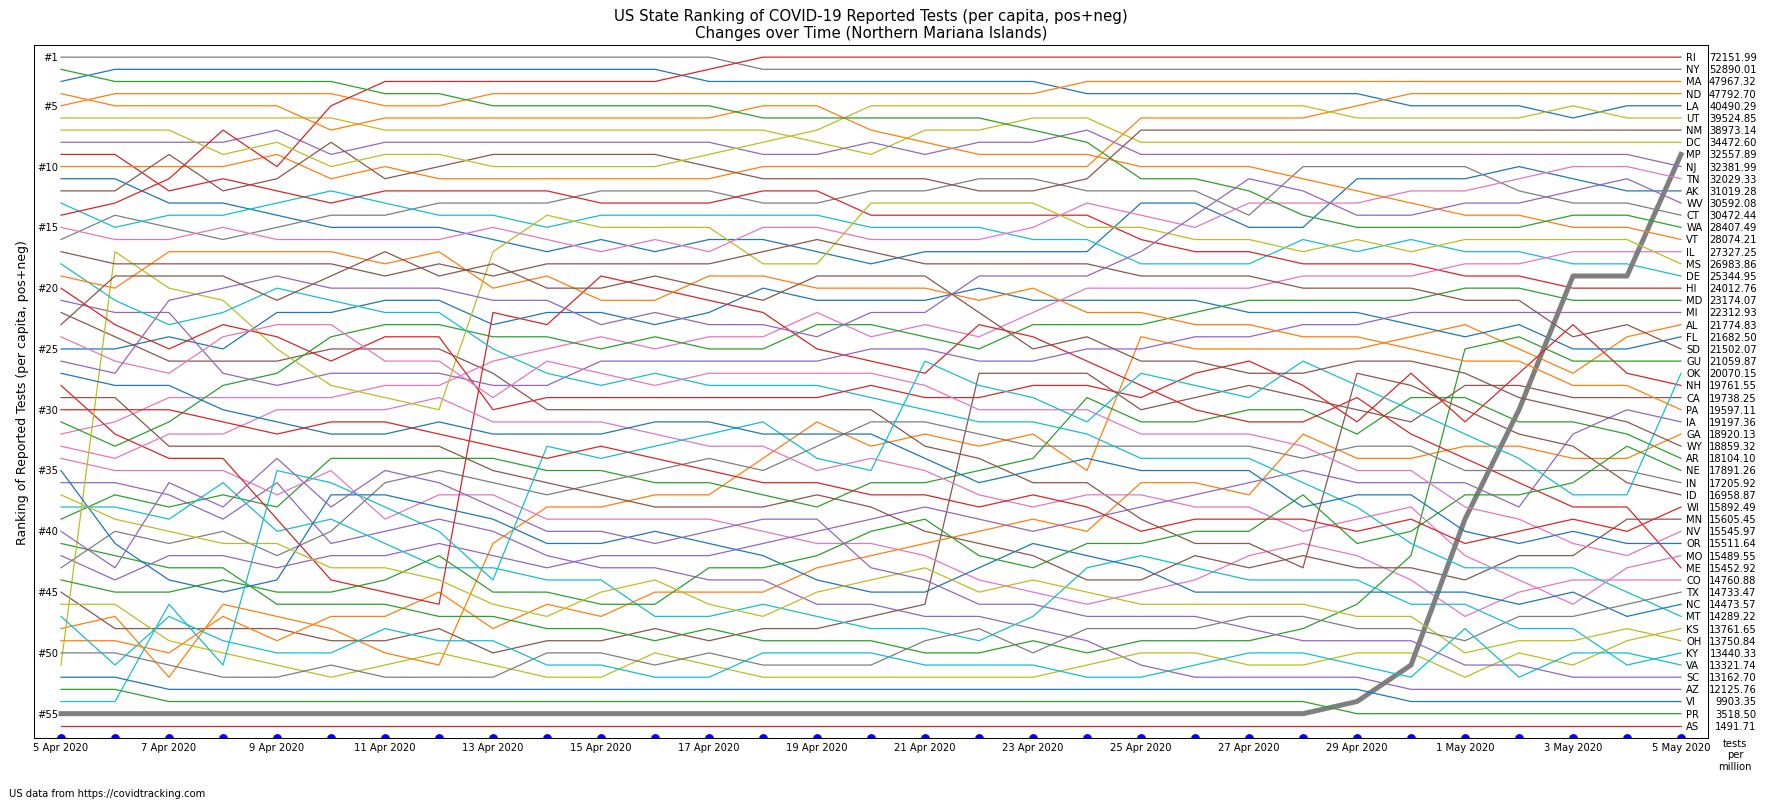 US State Ranking of COVID-19 Reported Tests (per capita, pos+neg)
Changes over Time (Northern Mariana Islands)
Ranking of Reported Tests (per capita, pos+neg)
#1
#5
#10
#15
#20
#25
#30
#35
#40
#45
#50
#55
RI 72151.99
NY 52890.01
MA 47967.32
ND 47792.70
LA 40490.29
UT 39524.85
NM 38973.14
DC 34472.60
MP 32557.89
NJ 32381.99
TN 32029.33
AK 31019.28
WV 30592.08
CT 30472.44
WA 28407.49
VT 28074.21
IL 27327.25
MS 26983.86
DE 25344.95
HI 24012.76
MD 23174.07
MI 22312.93
AL 21774.83
FL 21682.50
SD 21502.07
GU 21059.87
OK 20070.15
NH 19761.55
CA 19738.25
PA 19597.11
IA 19197.36
GA 18920.13
WY 18859.32
AR 18104.10
NE 17891.26
IN 17205.92
ID 16958.87
WI 15892.49
MN 15605.45
NV 15545.97
OR 15511.64
MO 15489.55
ME 15452.92
CO 14760.88
TX 14733.47
NC 14473.57
MT 14289.22
KS 13761.65
OH 13750.84
KY 13440.33
VA 13321.74
SC 13162.70
AZ 12125.76
VI 9903.35
PR 3518.50
AS 1491.71
5 Apr 2020 7 Apr 2020 9 Apr 2020 11 Apr 2020 13 Apr 2020 15 Apr 2020 17 Apr 2020 19 Apr 2020 21 Apr 2020 23 Apr 2020 25 Apr 2020 27 Apr 2020 29 Apr 2020 1 May 2020 3 May 2020 5 May 2020
tests
per
million
US data from https://covidtracking.com